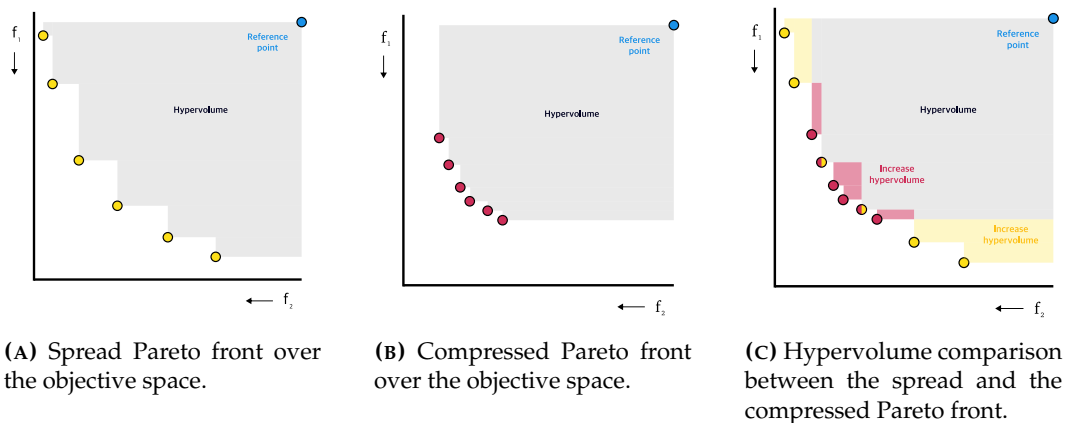 f₁
Reference
point
Hypervolume
f₂
(A) Spread Pareto front over
the objective space.
f₁
Reference
point
Hypervolume
f₂
(B) Compressed Pareto front
over the objective space.
f₁
Reference
point
Hypervolume
Increase
hypervolume
Increase
hypervolume
f₂
(C) Hypervolume comparison
between the spread and the
compressed Pareto front.